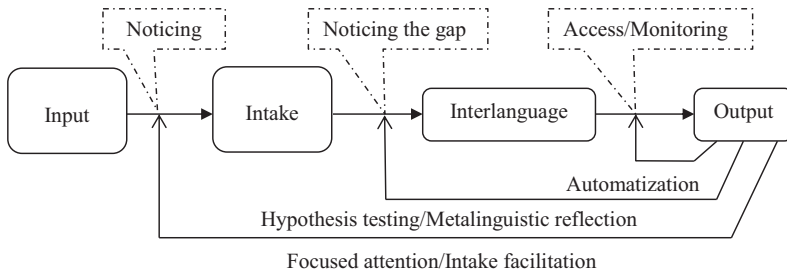 Noticing
Noticing the gap
Access/Monitoring
Input
Intake
Interlanguage
Output
Automatization
Hypothesis testing/Metalinguistic reflection
Focused attention/Intake facilitation